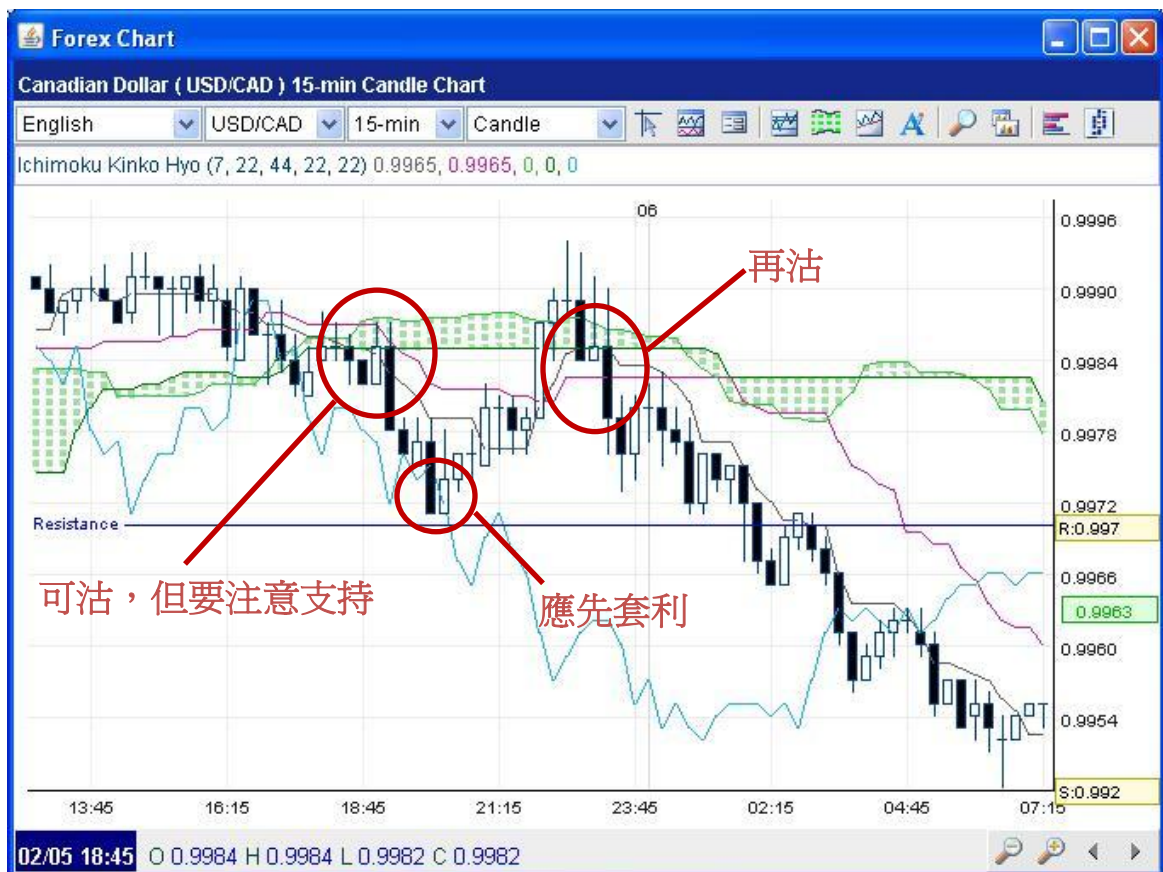 Forex Chart
Canadian Dollar ( USD/CAD ) 15-min Candle Chart
English USD/CAD 15-min Candle
Ichimoku Kinko Hyo (7, 22, 44, 22, 22) 0.9965, 0.9965, 0, 0, 0
06
0.9996
再沽
0.9990
0.9984
0.9978
0.9972
Resistance
R:0.997
0.9966
可沽，但要注意支持
應先套利
0.9963
0.9960
0.9954
S:0.992
13:45 16:15 18:45 21:15 23:45 02:15 04:45 07:15
02/05 18:45 O 0.9984 H 0.9984 L 0.9982 C 0.9982